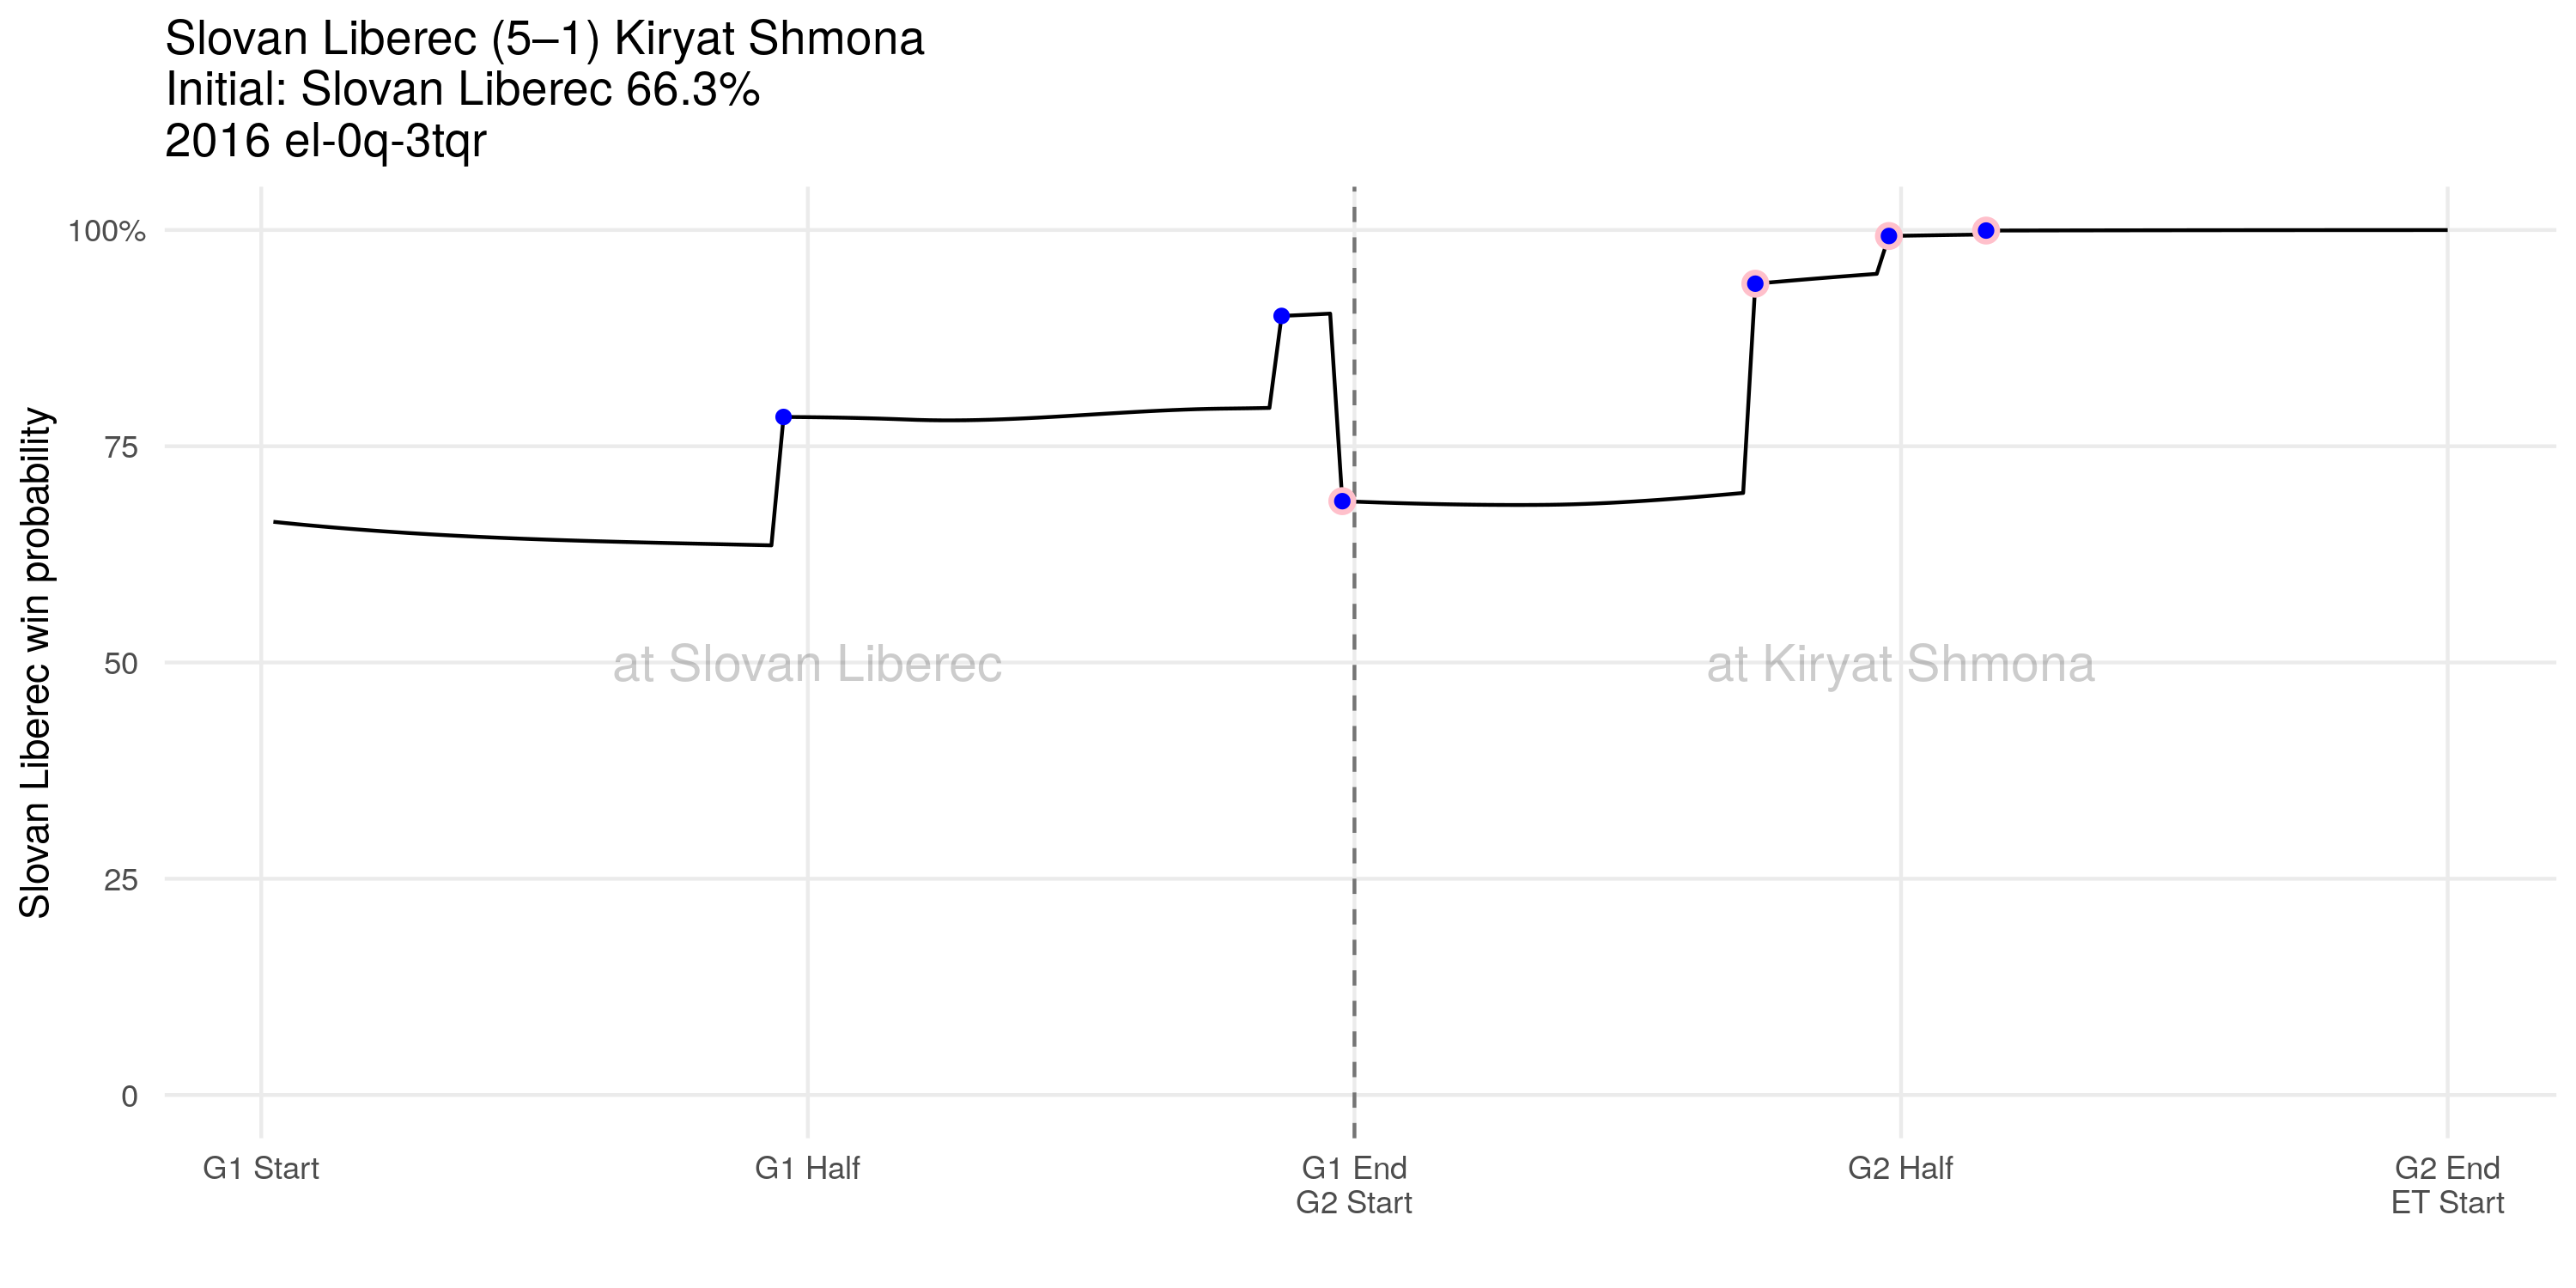 Slovan Liberec (5–1) Kiryat Shmona
Initial: Slovan Liberec 66.3%
2016 el-0q-3tqr
Slovan Liberec win probability
100%
75
50
25
0
at Slovan Liberec
at Kiryat Shmona
G1 Start
G1 Half
G1 End
G2 Start
G2 Half
G2 End
ET Start